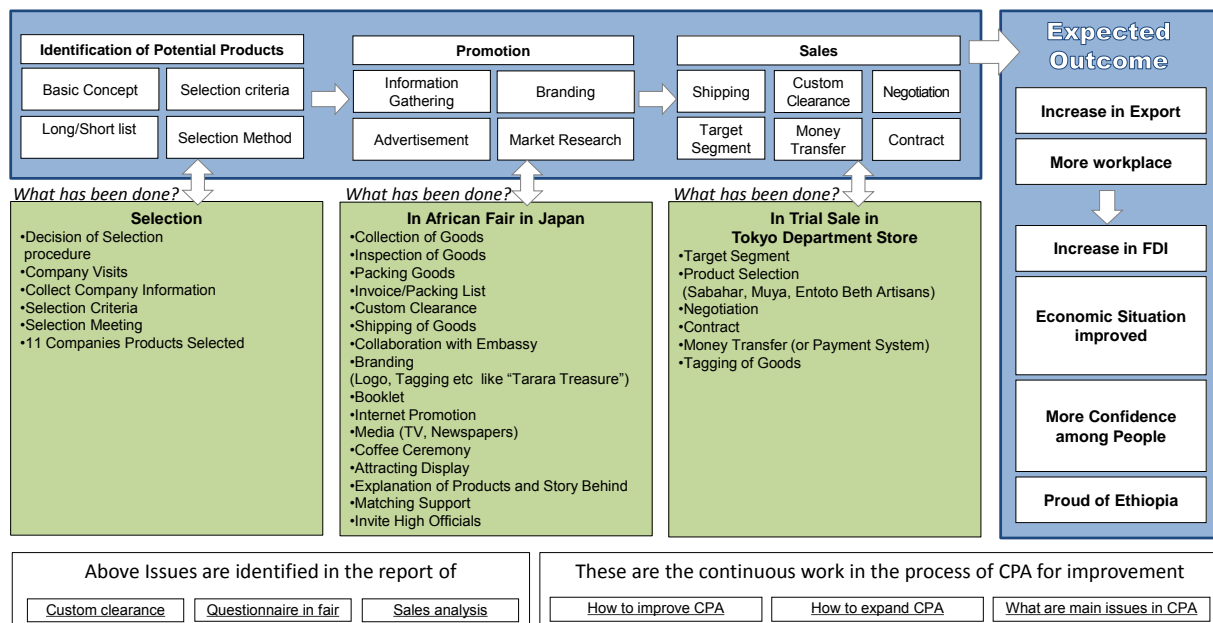 Identification of Potential Products
Basic Concept
Selection criteria
Long/Short list
Selection Method
Promotion
Information
Gathering
Branding
Advertisement
Market Research
Sales
Shipping
Custom
Clearance
Negotiation
Target
Segment
Money
Transfer
Contract
Expected
Outcome
Increase in Export
More workplace
Increase in FDI
Economic Situation
improved
More Confidence
among People
Proud of Ethiopia
What has been done?
Selection
•Decision of Selection
procedure
•Company Visits
•Collect Company Information
•Selection Criteria
•Selection Meeting
•11 Companies Products Selected
What has been done?
In African Fair in Japan
•Collection of Goods
•Inspection of Goods
•Packing Goods
•Invoice/Packing List
•Custom Clearance
•Shipping of Goods
•Collaboration with Embassy
•Branding
(Logo, Tagging etc like “Tarara Treasure”)
•Booklet
•Internet Promotion
•Media (TV, Newspapers)
•Coffee Ceremony
•Attracting Display
•Explanation of Products and Story Behind
•Matching Support
•Invite High Officials
What has been done?
In Trial Sale in
Tokyo Department Store
•Target Segment
•Product Selection
(Sabahar, Muya, Entoto Beth Artisans)
•Negotiation
•Contract
•Money Transfer (or Payment System)
•Tagging of Goods
Above Issues are identified in the report of
Custom clearance
Questionnaire in fair
Sales analysis
These are the continuous work in the process of CPA for improvement
How to improve CPA
How to expand CPA
What are main issues in CPA